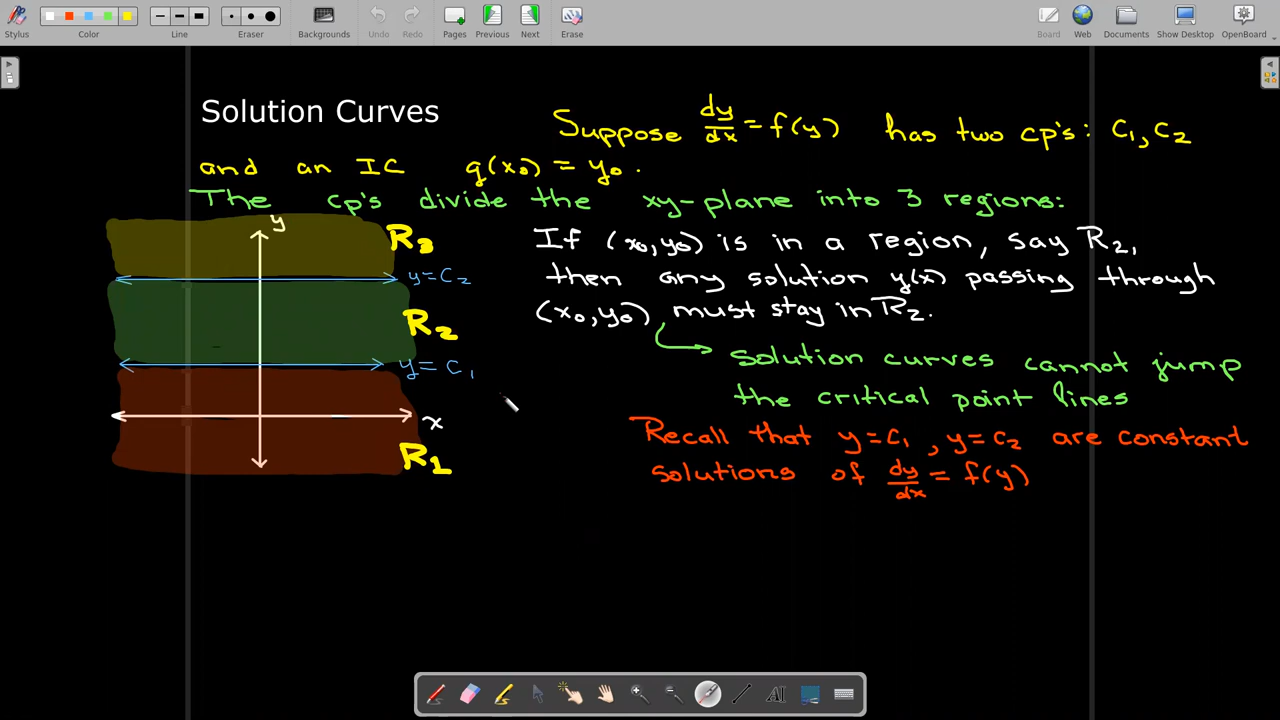 Stylus Color Line Eraser Backgrounds Undo Redo Pages Previous Next Erase Board Web Documents Show Desktop OpenBoard
Solution Curves
Suppose dy/dx = f(y) has two cp's: c₁, c₂
and an IC y(x₀) = y₀.
The cp's divide the xy-plane into 3 regions:
y
R₃
y = c₂
R₂
y = c₁
x
R₁
If (x₀, y₀) is in a region, say R₂,
then any solution y(x) passing through
(x₀, y₀) must stay in R₂.
solution curves cannot jump
the critical point lines
Recall that y = c₁, y = c₂ are constant
solutions of dy/dx = f(y)
AI